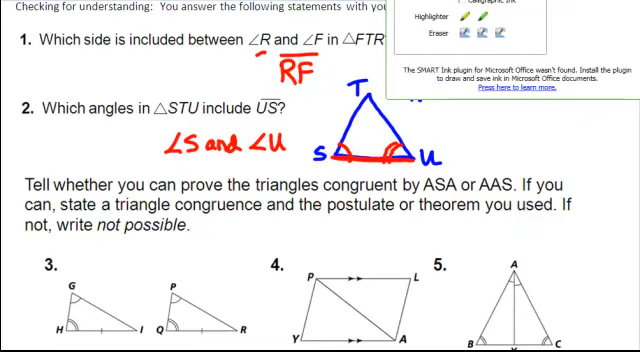 Checking for understanding: You answer the following statements with
Highlighter
Eraser
The SMART Ink plugin for Microsoft Office wasn't found. Install the plugin
to draw and save ink in Microsoft Office documents.
Press here to learn more.
1. Which side is included between ∠R and ∠F in △FTR
RF
2. Which angles in △STU include US?
∠S and ∠U
T
S
U
Tell whether you can prove the triangles congruent by ASA or AAS. If you
can, state a triangle congruence and the postulate or theorem you used. If
not, write not possible.
3.
G
H
I
P
Q
R
4.
P
L
Y
A
5.
A
B
C